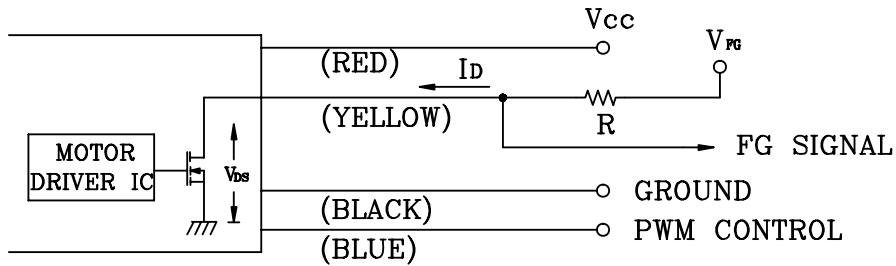 Vcc
VFG
(RED)
ID
(YELLOW)
R
FG SIGNAL
MOTOR
DRIVER IC
VDS
GROUND
(BLACK)
PWM CONTROL
(BLUE)